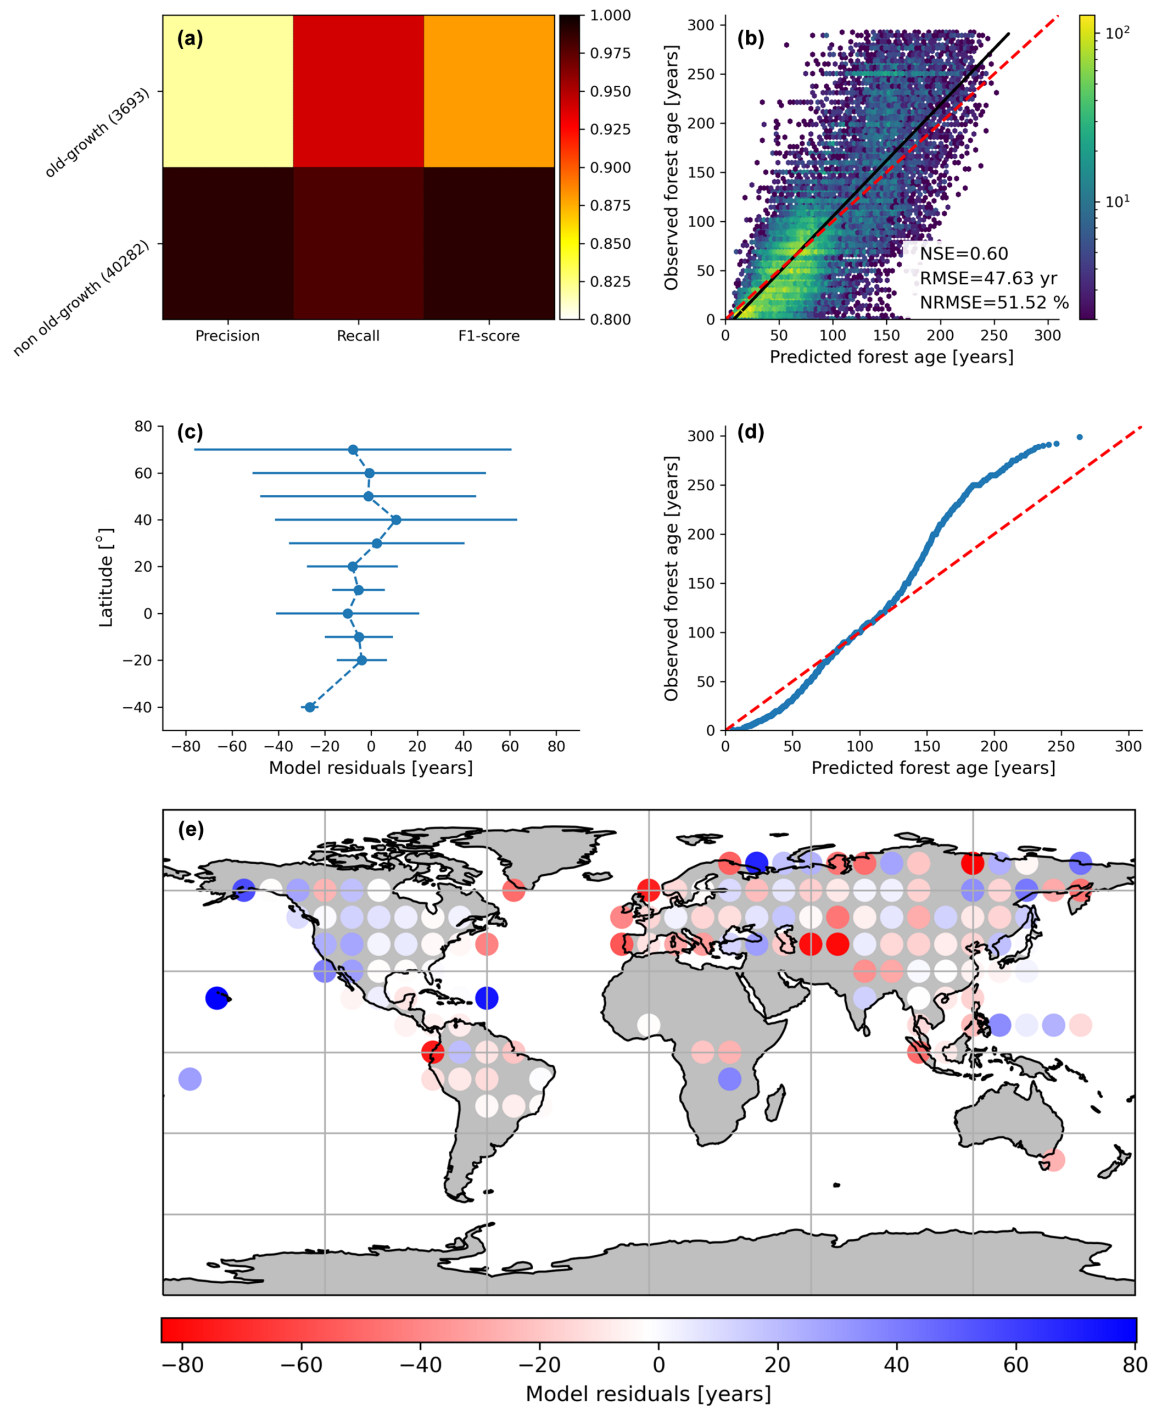 (a)
old-growth (3693)
non old-growth (40282)
Precision Recall F1-score
1.000
0.975
0.950
0.925
0.900
0.875
0.850
0.825
0.800
(b)
Observed forest age [years]
300
250
200
150
100
50
0
0 50 100 150 200 250 300
Predicted forest age [years]
NSE=0.60
RMSE=47.63 yr
NRMSE=51.52 %
10²
10¹
(c)
Latitude [°]
80
60
40
20
0
−20
−40
−80 −60 −40 −20 0 20 40 60 80
Model residuals [years]
(d)
Observed forest age [years]
300
250
200
150
100
50
0
0 50 100 150 200 250 300
Predicted forest age [years]
(e)
−80 −60 −40 −20 0 20 40 60 80
Model residuals [years]